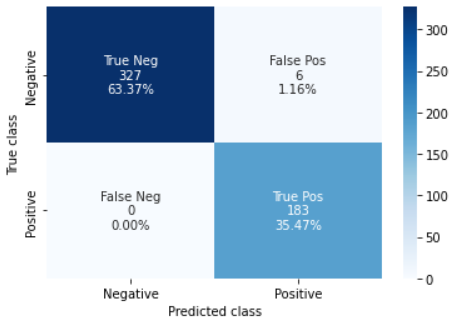 True Neg
327
63.37%
False Pos
6
1.16%
False Neg
0
0.00%
True Pos
183
35.47%
Negative
Positive
True class
Negative
Positive
Predicted class
300
250
200
150
100
50
0